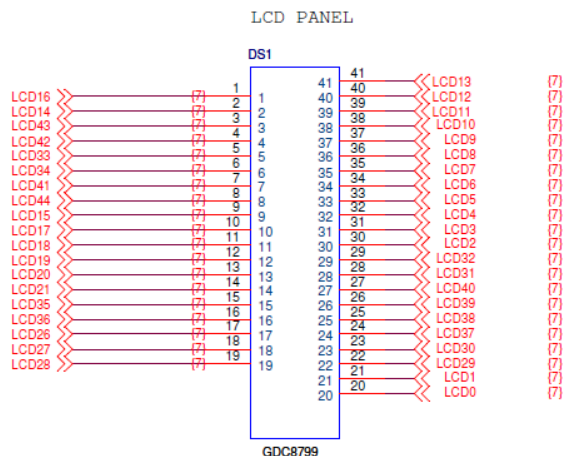 LCD PANEL
DS1
41 41 LCD13 {7}
LCD16 {7} 1 1 40 40 LCD12 {7}
LCD14 {7} 2 2 39 39 LCD11 {7}
LCD43 {7} 3 3 38 38 LCD10 {7}
LCD42 {7} 4 4 37 37 LCD9 {7}
LCD33 {7} 5 5 36 36 LCD8 {7}
LCD34 {7} 6 6 35 35 LCD7 {7}
LCD41 {7} 7 7 34 34 LCD6 {7}
LCD44 {7} 8 8 33 33 LCD5 {7}
LCD15 {7} 9 9 32 32 LCD4 {7}
LCD17 {7} 10 10 31 31 LCD3 {7}
LCD18 {7} 11 11 30 30 LCD2 {7}
LCD19 {7} 12 12 29 29 LCD32 {7}
LCD20 {7} 13 13 28 28 LCD31 {7}
LCD21 {7} 14 14 27 27 LCD40 {7}
LCD35 {7} 15 15 26 26 LCD39 {7}
LCD36 {7} 16 16 25 25 LCD38 {7}
LCD26 {7} 17 17 24 24 LCD37 {7}
LCD27 {7} 18 18 23 23 LCD30 {7}
LCD28 {7} 19 19 22 22 LCD29 {7}
21 21 LCD1 {7}
20 20 LCD0 {7}
GDC8799